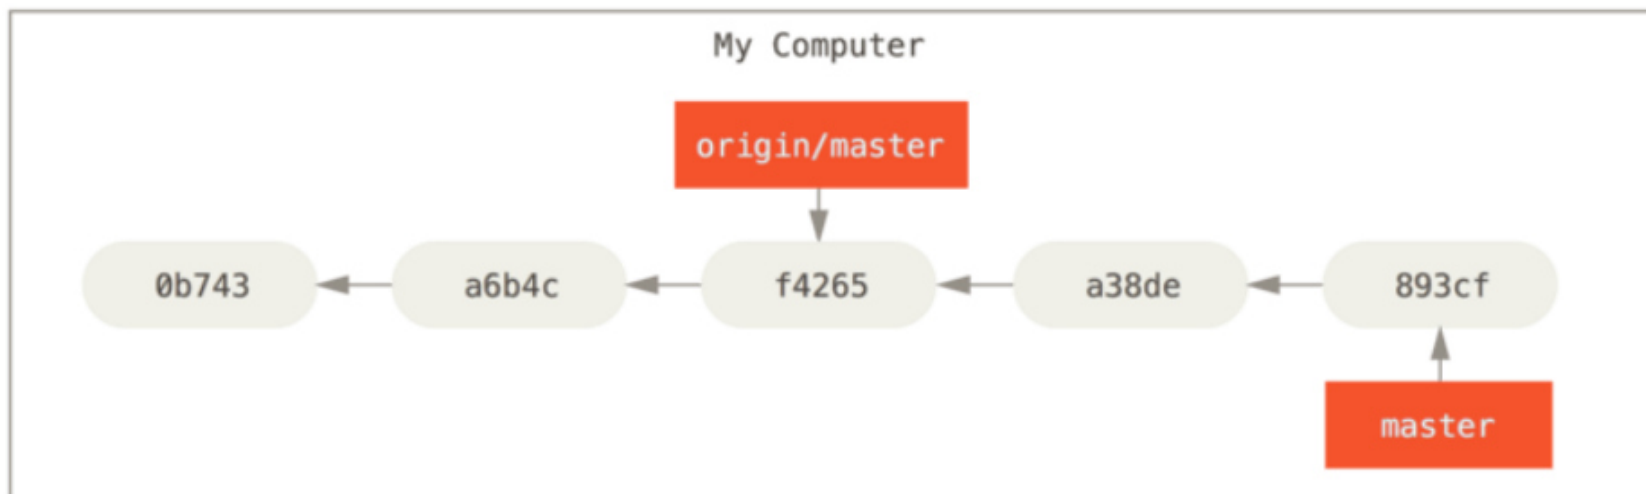 My Computer
origin/master
0b743
a6b4c
f4265
a38de
893cf
master